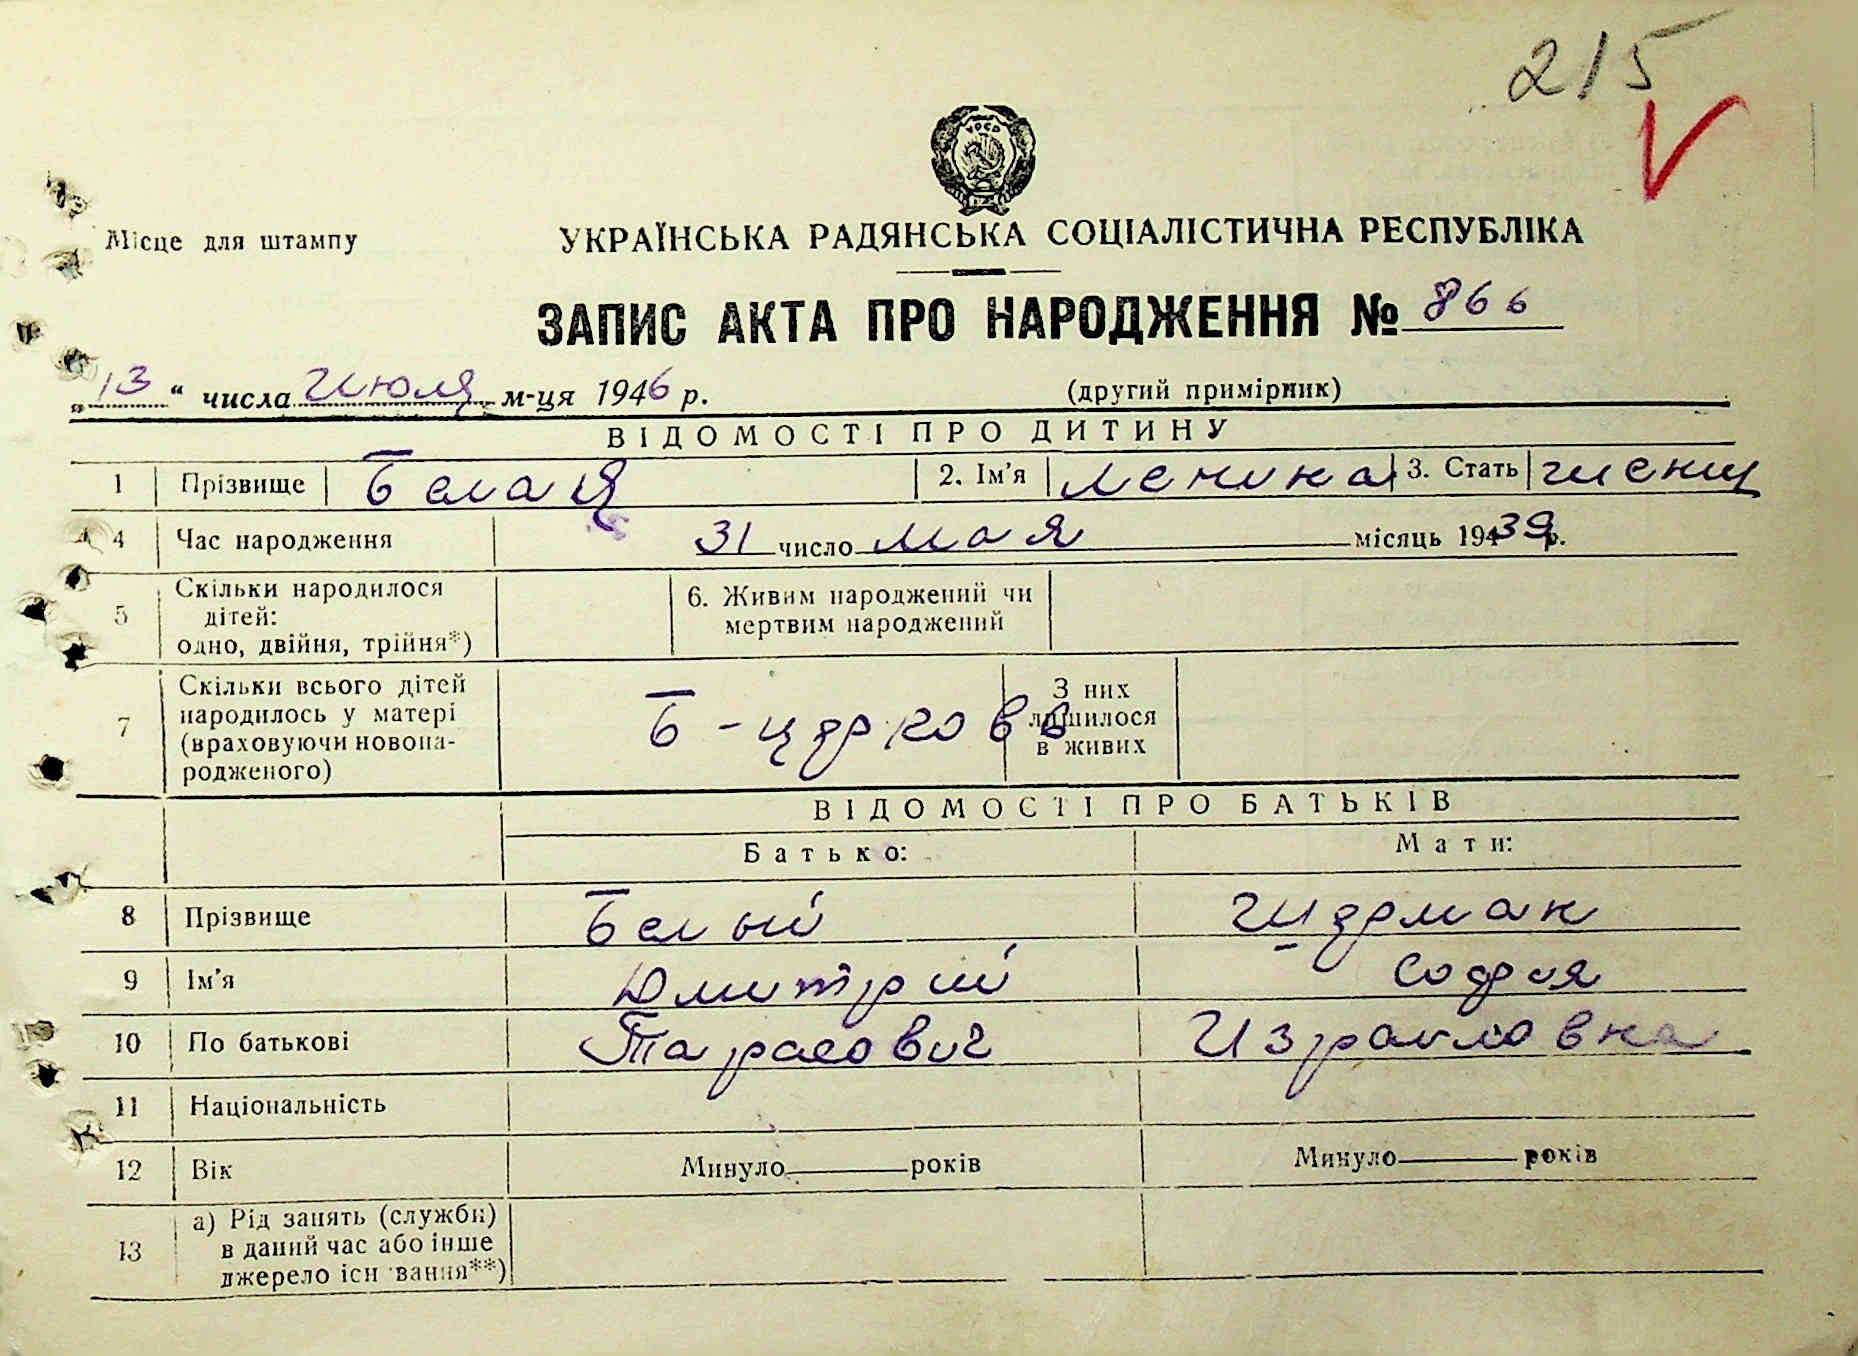 215
Місце для штампу
УКРАЇНСЬКА РАДЯНСЬКА СОЦІАЛІСТИЧНА РЕСПУБЛІКА
ЗАПИС АКТА ПРО НАРОДЖЕННЯ № 866
„13" числа Июля м-ця 1946 р. (другий примірник)
ВІДОМОСТІ ПРО ДИТИНУ
1 Прізвище Белая 2. Ім'я Ленина 3. Стать женщ
4 Час народження 31 число мая місяць 1939 р.
5 Скільки народилося дітей: одно, двійня, трійня*) 6. Живим народжений чи мертвим народжений
7 Скільки всього дітей народилось у матері (враховуючи новонародженого) Б-церковь З них лишилося в живих
ВІДОМОСТІ ПРО БАТЬКІВ
Батько: Мати:
8 Прізвище Белый
9 Ім'я Дмитрий София
10 По батькові Тарасович Израиловна
11 Національність
12 Вік Минуло років Минуло років
13 а) Рід занять (служби) в даний час або інше джерело існ вання**)